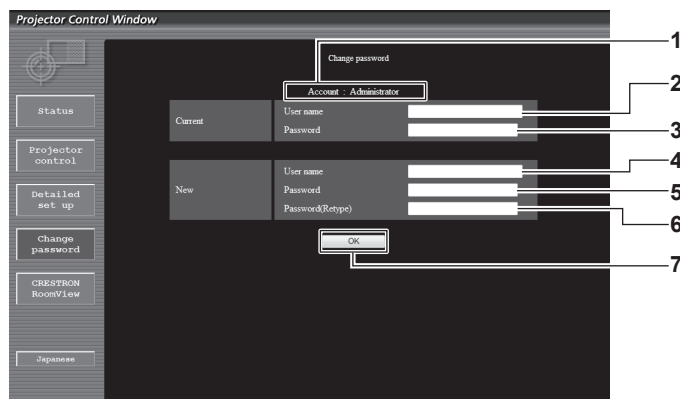 Projector Control Window
Change password
Account : Administrator
Current
User name
Password
New
User name
Password
Password(Retype)
OK
Status
Projector
control
Detailed
set up
Change
password
CRESTRON
RoomView
Japanese
1
2
3
4
5
6
7